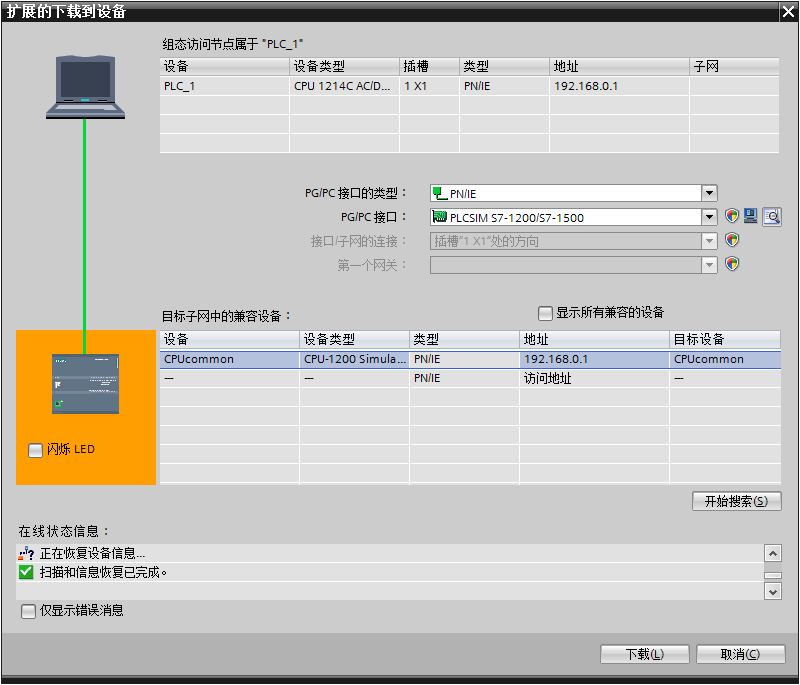 扩展的下载到设备
组态访问节点属于 "PLC_1"
设备 设备类型 插槽 类型 地址 子网
PLC_1 CPU 1214C AC/D... 1 X1 PN/IE 192.168.0.1
PG/PC 接口的类型： PN/IE
PG/PC 接口： PLCSIM S7-1200/S7-1500
接口/子网的连接： 插槽"1 X1"处的方向
第一个网关：
目标子网中的兼容设备： 显示所有兼容的设备
设备 设备类型 类型 地址 目标设备
CPUcommon CPU-1200 Simula... PN/IE 192.168.0.1 CPUcommon
— — PN/IE 访问地址 —
闪烁 LED
开始搜索(S)
在线状态信息：
正在恢复设备信息...
扫描和信息恢复已完成。
仅显示错误消息
下载(L) 取消(C)